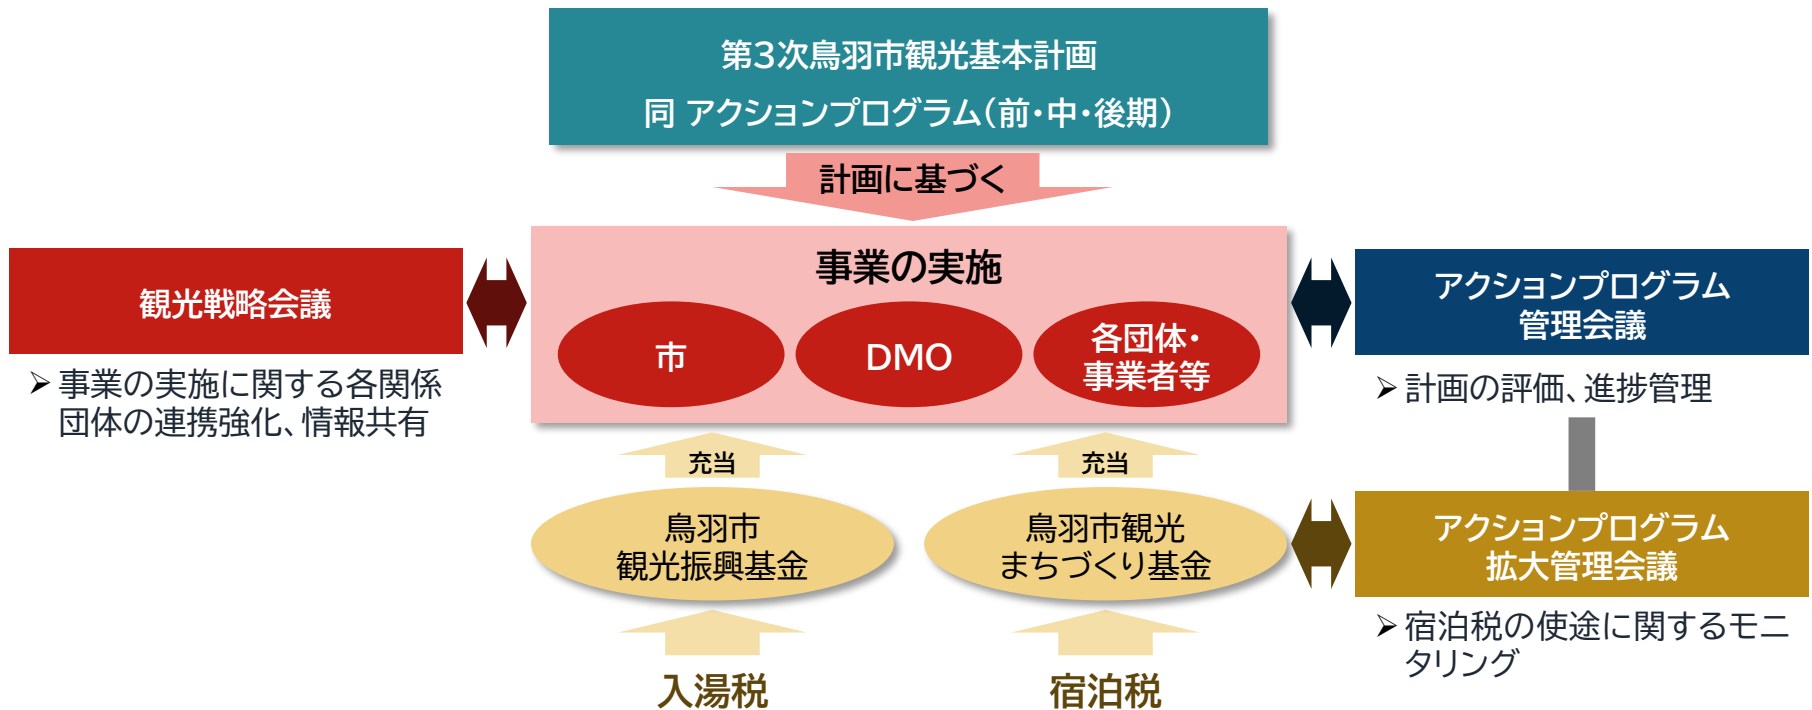 第3次鳥羽市観光基本計画
同 アクションプログラム(前・中・後期)
計画に基づく
事業の実施
市
DMO
各団体・
事業者等
観光戦略会議
➢事業の実施に関する各関係
団体の連携強化、情報共有
アクションプログラム
管理会議
➢計画の評価、進捗管理
充当
充当
鳥羽市
観光振興基金
鳥羽市観光
まちづくり基金
アクションプログラム
拡大管理会議
➢宿泊税の使途に関するモニ
タリング
入湯税
宿泊税